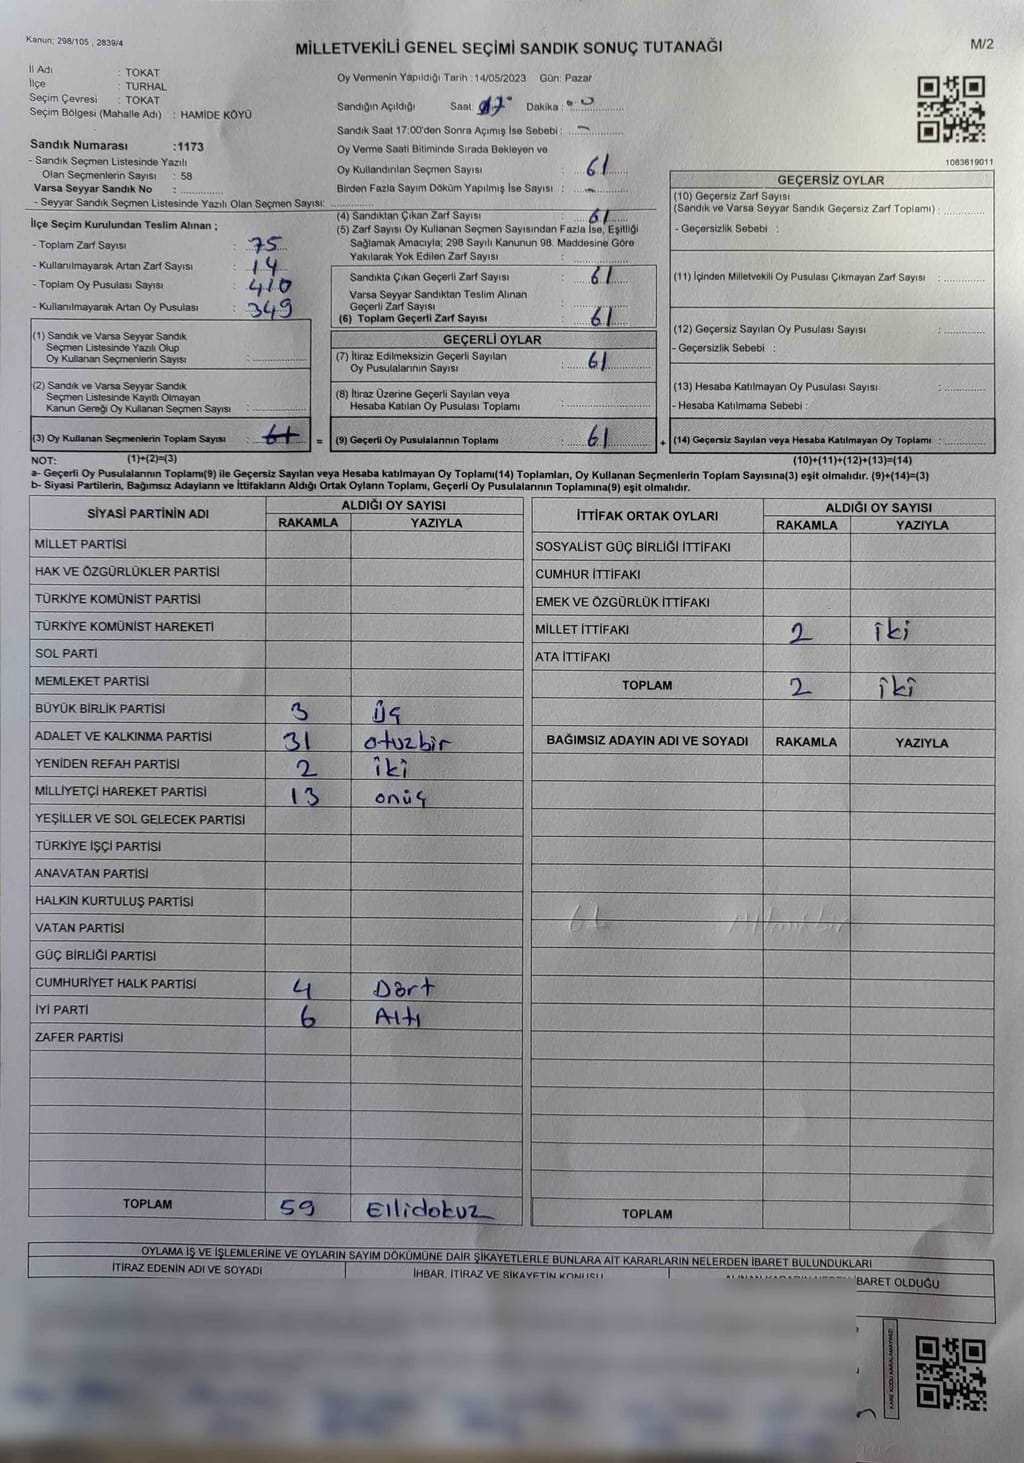 Kanun; 298/105 , 2839/4
MİLLETVEKİLİ GENEL SEÇİMİ SANDIK SONUÇ TUTANAĞI
M/2
İl Adı : TOKAT
İlçe : TURHAL
Seçim Çevresi : TOKAT
Seçim Bölgesi (Mahalle Adı) : HAMİDE KÖYÜ
Sandık Numarası :1173
- Sandık Seçmen Listesinde Yazılı
Olan Seçmenlerin Sayısı : 58
Varsa Seyyar Sandık No :
- Seyyar Sandık Seçmen Listesinde Yazılı Olan Seçmen Sayısı:
İlçe Seçim Kurulundan Teslim Alınan ;
- Toplam Zarf Sayısı : 75
- Kullanılmayarak Artan Zarf Sayısı : 14
- Toplam Oy Pusulası Sayısı : 410
- Kullanılmayarak Artan Oy Pusulası : 349
(1) Sandık ve Varsa Seyyar Sandık
Seçmen Listesinde Yazılı Olup
Oy Kullanan Seçmenlerin Sayısı :
(2) Sandık ve Varsa Seyyar Sandık
Seçmen Listesinde Kayıtlı Olmayan
Kanun Gereği Oy Kullanan Seçmen Sayısı :
(3) Oy Kullanan Seçmenlerin Toplam Sayısı : 61 =
Oy Vermenin Yapıldığı Tarih : 14/05/2023 Gün: Pazar
Sandığın Açıldığı Saat: 17 Dakika :
Sandık Saat 17:00'den Sonra Açımış İse Sebebi : -
Oy Verme Saati Bitiminde Sırada Bekleyen ve
Oy Kullandırılan Seçmen Sayısı : 61
Birden Fazla Sayım Döküm Yapılmış İse Sayısı : -
(4) Sandıktan Çıkan Zarf Sayısı : 61
(5) Zarf Sayısı Oy Kullanan Seçmen Sayısından Fazla İse, Eşitliği
Sağlamak Amacıyla; 298 Sayılı Kanunun 98. Maddesine Göre
Yakılarak Yok Edilen Zarf Sayısı :
Sandıkta Çıkan Geçerli Zarf Sayısı : 61
Varsa Seyyar Sandıktan Teslim Alınan
Geçerli Zarf Sayısı :
(6) Toplam Geçerli Zarf Sayısı : 61
GEÇERLİ OYLAR
(7) İtiraz Edilmeksizin Geçerli Sayılan
Oy Pusulalarının Sayısı : 61
(8) İtiraz Üzerine Geçerli Sayılan veya
Hesaba Katılan Oy Pusulası Toplamı :
(9) Geçerli Oy Pusulalarının Toplamı : 61 +
1083619011
GEÇERSİZ OYLAR
(10) Geçersiz Zarf Sayısı
(Sandık ve Varsa Seyyar Sandık Geçersiz Zarf Toplamı) :
- Geçersizlik Sebebi :
(11) İçinden Milletvekili Oy Pusulası Çıkmayan Zarf Sayısı :
(12) Geçersiz Sayılan Oy Pusulası Sayısı :
- Geçersizlik Sebebi :
(13) Hesaba Katılmayan Oy Pusulası Sayısı :
- Hesaba Katılmama Sebebi :
(14) Geçersiz Sayılan veya Hesaba Katılmayan Oy Toplamı :
NOT: (1)+(2)=(3) (10)+(11)+(12)+(13)=(14)
a- Geçerli Oy Pusulalarının Toplamı(9) ile Geçersiz Sayılan veya Hesaba katılmayan Oy Toplamı(14) Toplamları, Oy Kullanan Seçmenlerin Toplam Sayısına(3) eşit olmalıdır. (9)+(14)=(3)
b- Siyasi Partilerin, Bağımsız Adayların ve İttifakların Aldığı Ortak Oyların Toplamı, Geçerli Oy Pusulalarının Toplamına(9) eşit olmalıdır.
SİYASİ PARTİNİN ADI
ALDIĞI OY SAYISI
RAKAMLA YAZIYLA
MİLLET PARTİSİ
HAK VE ÖZGÜRLÜKLER PARTİSİ
TÜRKİYE KOMÜNİST PARTİSİ
TÜRKİYE KOMÜNİST HAREKETİ
SOL PARTİ
MEMLEKET PARTİSİ
BÜYÜK BİRLİK PARTİSİ 3 üç
ADALET VE KALKINMA PARTİSİ 31 otuzbir
YENİDEN REFAH PARTİSİ 2 iki
MİLLİYETÇİ HAREKET PARTİSİ 13 onüç
YEŞİLLER VE SOL GELECEK PARTİSİ
TÜRKİYE İŞÇİ PARTİSİ
ANAVATAN PARTİSİ
HALKIN KURTULUŞ PARTİSİ
VATAN PARTİSİ
GÜÇ BİRLİĞİ PARTİSİ
CUMHURİYET HALK PARTİSİ 4 Dört
İYİ PARTİ 6 Altı
ZAFER PARTİSİ
TOPLAM 59 Ellidokuz
İTTİFAK ORTAK OYLARI
ALDIĞI OY SAYISI
RAKAMLA YAZIYLA
SOSYALİST GÜÇ BİRLİĞİ İTTİFAKI
CUMHUR İTTİFAKI
EMEK VE ÖZGÜRLÜK İTTİFAKI
MİLLET İTTİFAKI 2 iki
ATA İTTİFAKI
TOPLAM 2 iki
BAĞIMSIZ ADAYIN ADI VE SOYADI RAKAMLA YAZIYLA
TOPLAM
OYLAMA İŞ VE İŞLEMLERİNE VE OYLARIN SAYIM DÖKÜMÜNE DAİR ŞİKAYETLERLE BUNLARA AİT KARARLARIN NELERDEN İBARET BULUNDUKLARI
İTİRAZ EDENİN ADI VE SOYADI
İHBAR, İTİRAZ VE ŞİKAYETİN KONUSU
BARET OLDUĞU